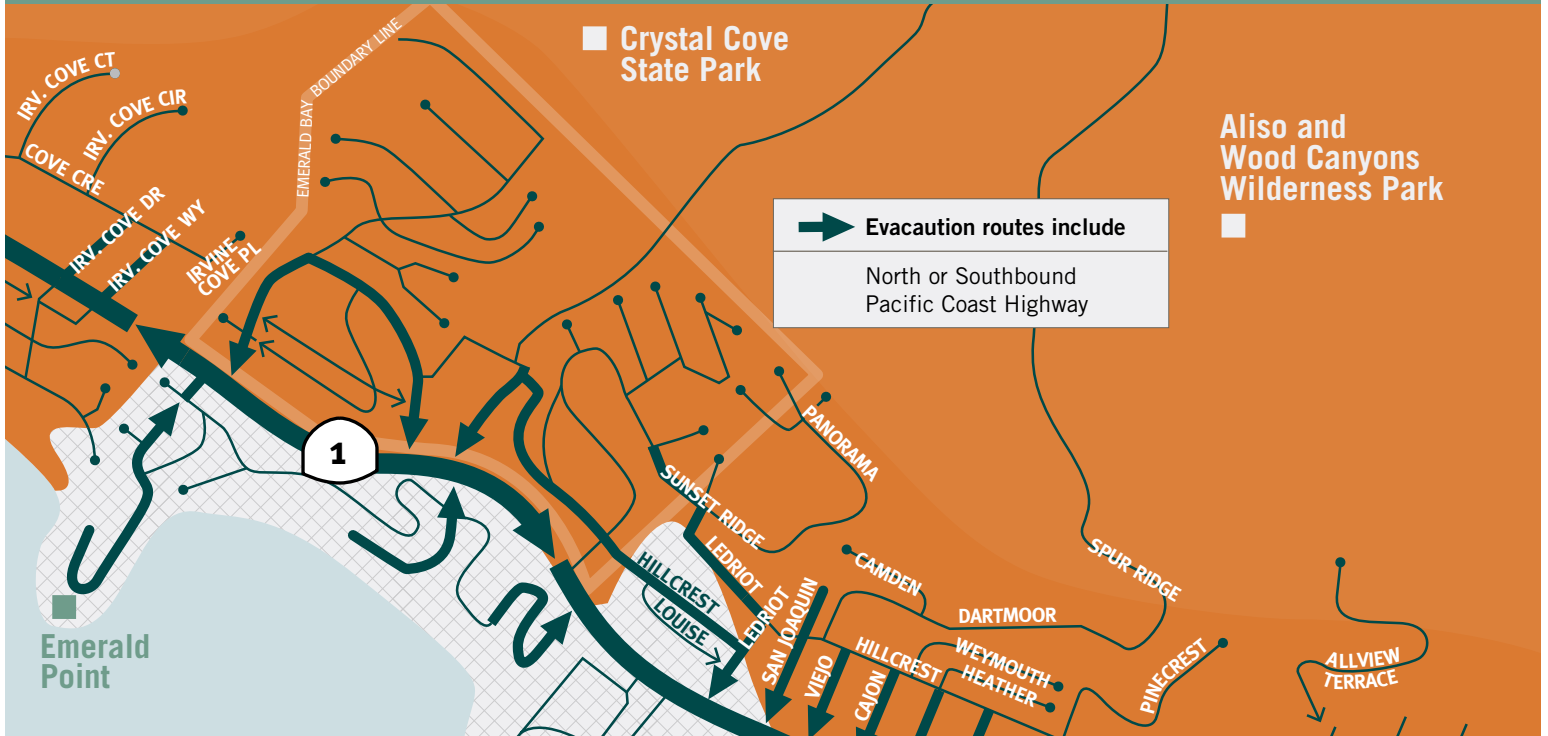 Crystal Cove
State Park
Aliso and
Wood Canyons
Wilderness Park
IRV. COVE CT
IRV. COVE CIR
COVE CRE
IRV. COVE DR
IRV. COVE WY
IRVINE
COVE PL
EMERALD BAY BOUNDARY LINE
Evacaution routes include
North or Southbound
Pacific Coast Highway
1
PANORAMA
SUNSET RIDGE
LEDRIOT
HILLCREST
LOUISE
LEDRIOT
SAN JOAQUIN
CAMDEN
DARTMOOR
SPUR RIDGE
VIEJO
CAJON
HILLCREST
WEYMOUTH
HEATHER
PINECREST
ALLVIEW
TERRACE
Emerald
Point